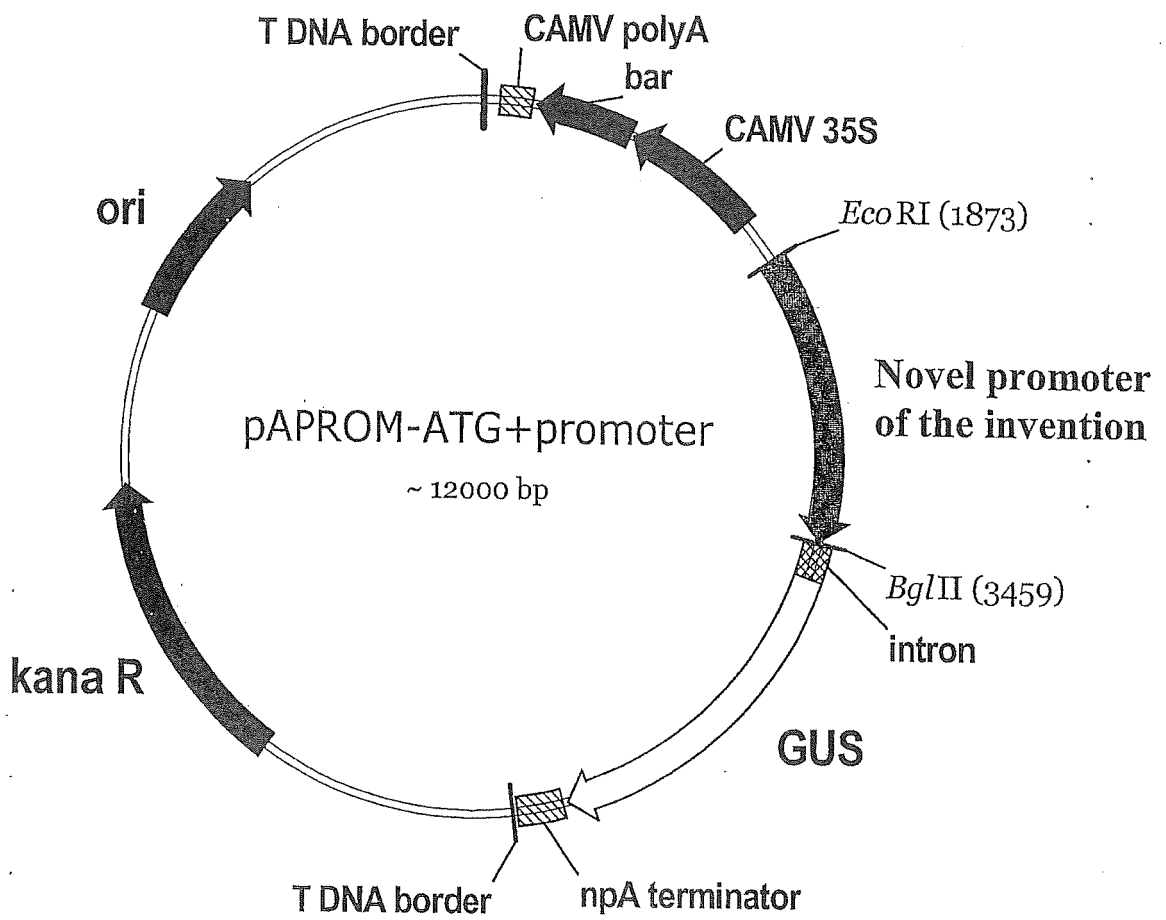 T DNA border
CAMV polyA
bar
CAMV 35S
ori
EcoRI (1873)
Novel promoter
of the invention
pAPROM-ATG+promoter
~ 12000 bp
BglII (3459)
intron
kana R
GUS
T DNA border
npA terminator